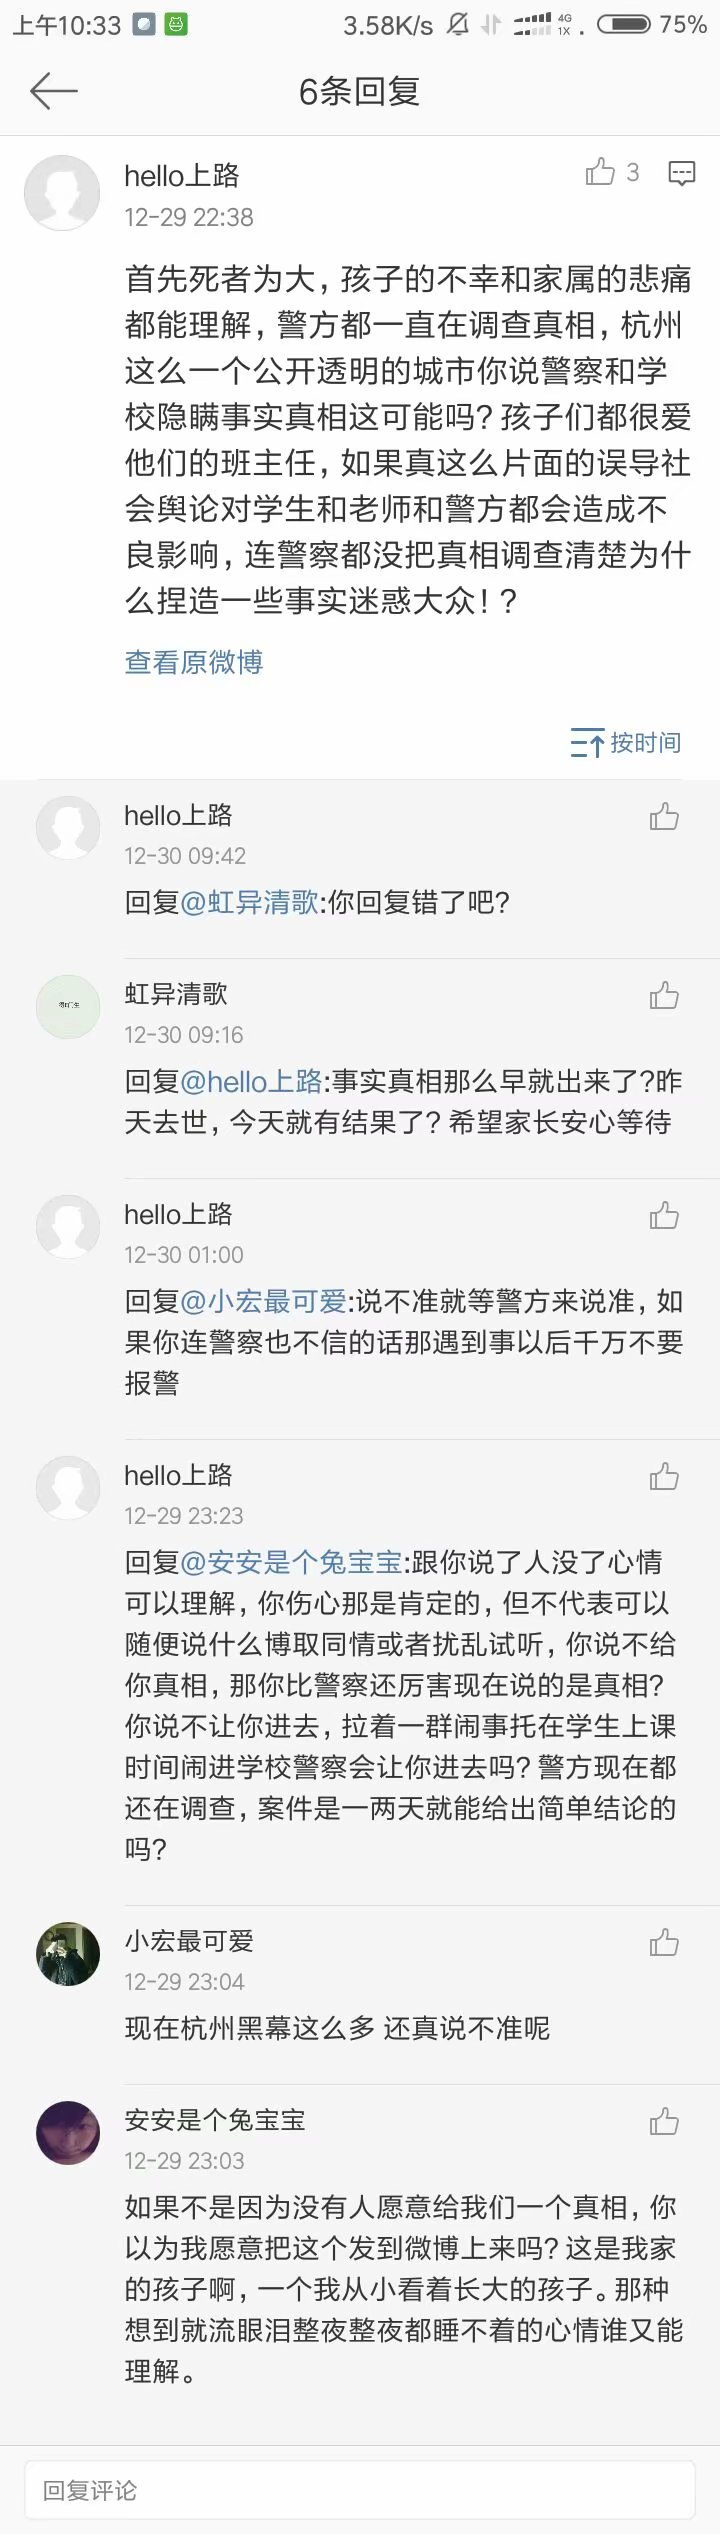 上午10:33
3.58K/s
4G
1X
75%
6条回复
hello上路
3
12-29 22:38
首先死者为大，孩子的不幸和家属的悲痛
都能理解，警方都一直在调查真相，杭州
这么一个公开透明的城市你说警察和学
校隐瞒事实真相这可能吗？孩子们都很爱
他们的班主任，如果真这么片面的误导社
会舆论对学生和老师和警方都会造成不
良影响，连警察都没把真相调查清楚为什
么捏造一些事实迷惑大众！？
查看原微博
按时间
hello上路
12-30 09:42
回复@虹异清歌:你回复错了吧？
虹异清歌
12-30 09:16
回复@hello上路:事实真相那么早就出来了?昨
天去世，今天就有结果了？希望家长安心等待
hello上路
12-30 01:00
回复@小宏最可爱:说不准就等警方来说准，如
果你连警察也不信的话那遇到事以后千万不要
报警
hello上路
12-29 23:23
回复@安安是个兔宝宝:跟你说了人没了心情
可以理解，你伤心那是肯定的，但不代表可以
随便说什么博取同情或者扰乱试听，你说不给
你真相，那你比警察还厉害现在说的是真相？
你说不让你进去，拉着一群闹事托在学生上课
时间闹进学校警察会让你进去吗？警方现在都
还在调查，案件是一两天就能给出简单结论的
吗？
小宏最可爱
12-29 23:04
现在杭州黑幕这么多 还真说不准呢
安安是个兔宝宝
12-29 23:03
如果不是因为没有人愿意给我们一个真相，你
以为我愿意把这个发到微博上来吗？这是我家
的孩子啊，一个我从小看着长大的孩子。那种
想到就流眼泪整夜整夜都睡不着的心情谁又能
理解。
回复评论